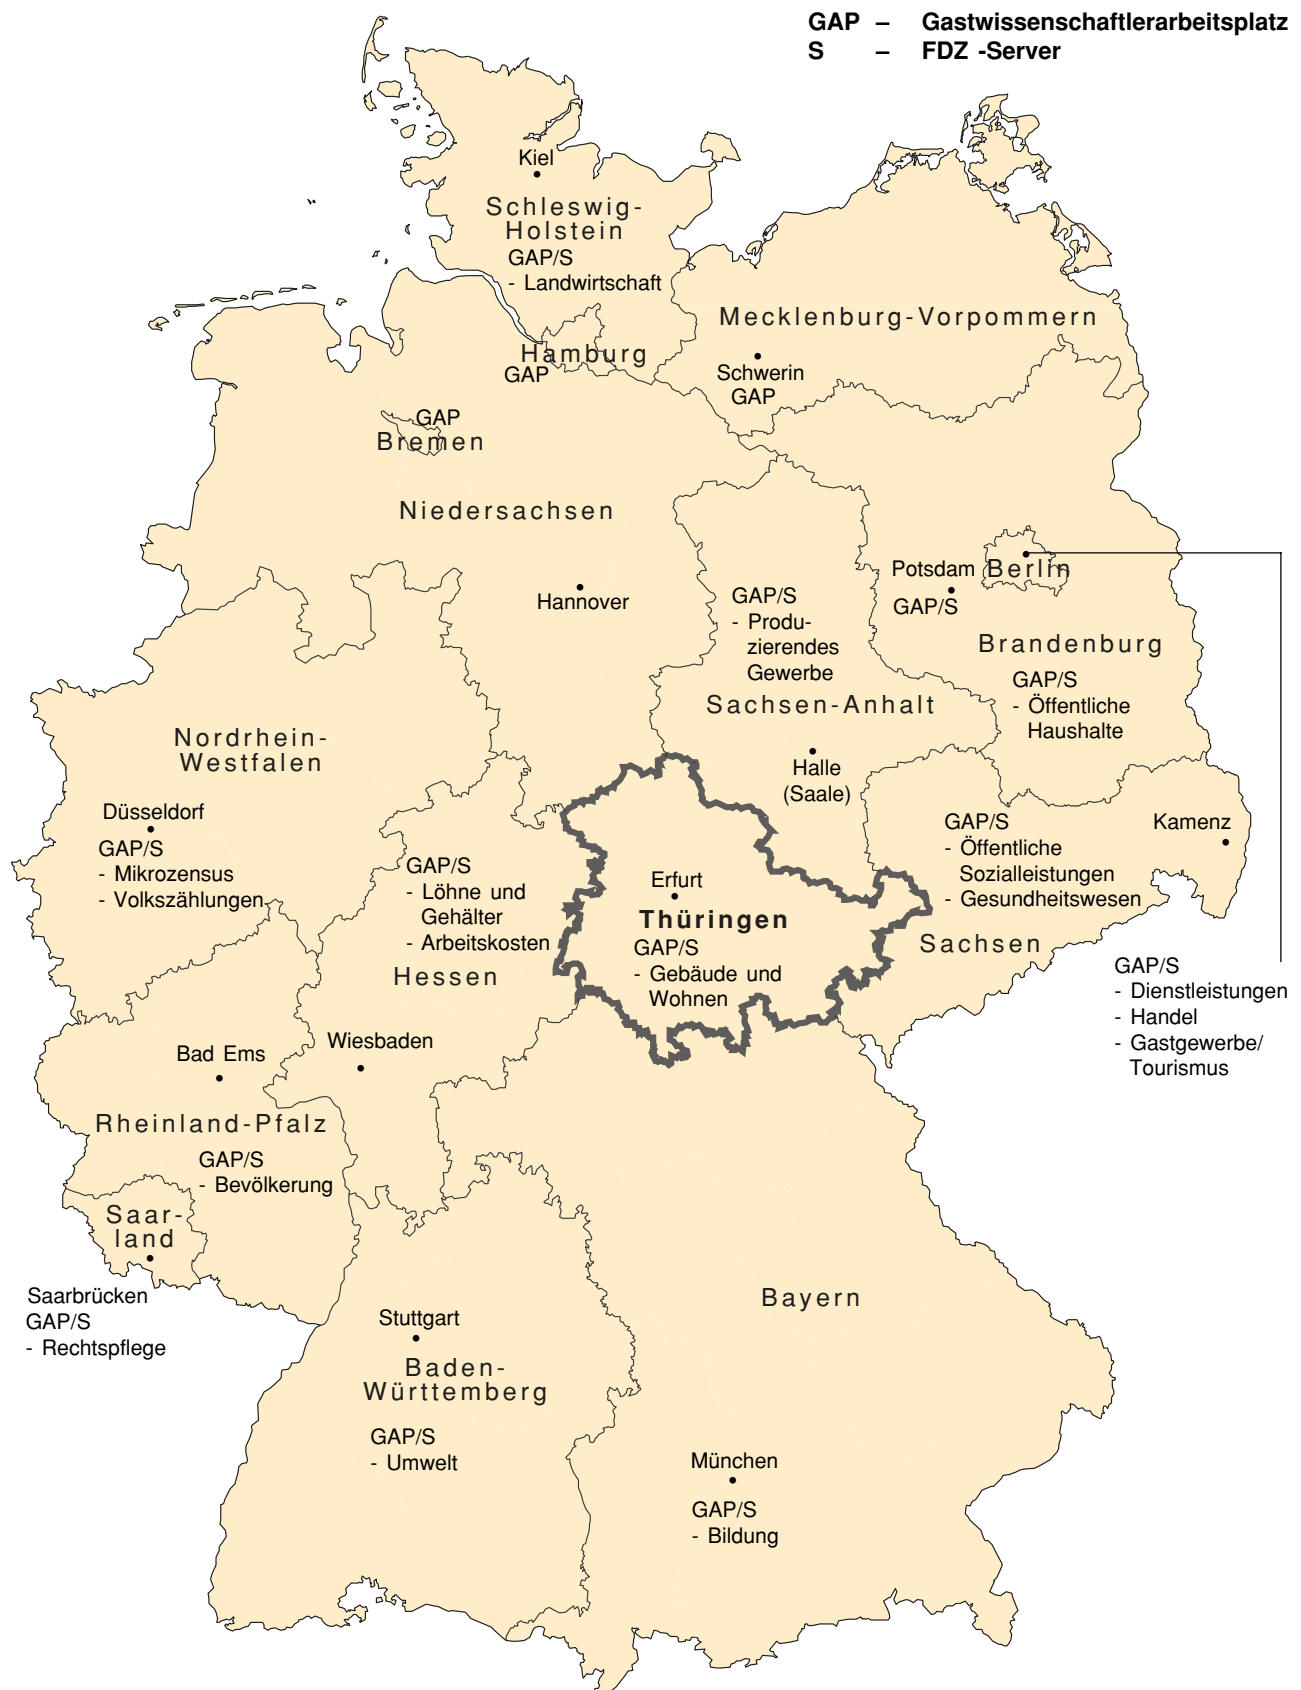 GAP – Gastwissenschaftlerarbeitsplatz
S – FDZ -Server
Kiel
Schleswig-
Holstein
GAP/S
- Landwirtschaft
Mecklenburg-Vorpommern
Hamburg
GAP
Schwerin
GAP
GAP
Bremen
Niedersachsen
Hannover
Potsdam
GAP/S
Berlin
GAP/S
- Produ-
zierendes
Gewerbe
Brandenburg
GAP/S
- Öffentliche
Haushalte
Sachsen-Anhalt
Halle
(Saale)
Nordrhein-
Westfalen
Düsseldorf
GAP/S
- Mikrozensus
- Volkszählungen
GAP/S
- Löhne und
Gehälter
- Arbeitskosten
Hessen
Wiesbaden
Erfurt
Thüringen
GAP/S
- Gebäude und
Wohnen
Kamenz
GAP/S
- Öffentliche
Sozialleistungen
- Gesundheitswesen
Sachsen
GAP/S
- Dienstleistungen
- Handel
- Gastgewerbe/
Tourismus
Bad Ems
Rheinland-Pfalz
GAP/S
- Bevölkerung
Saar-
land
Saarbrücken
GAP/S
- Rechtspflege
Stuttgart
Baden-
Württemberg
GAP/S
- Umwelt
Bayern
München
GAP/S
- Bildung